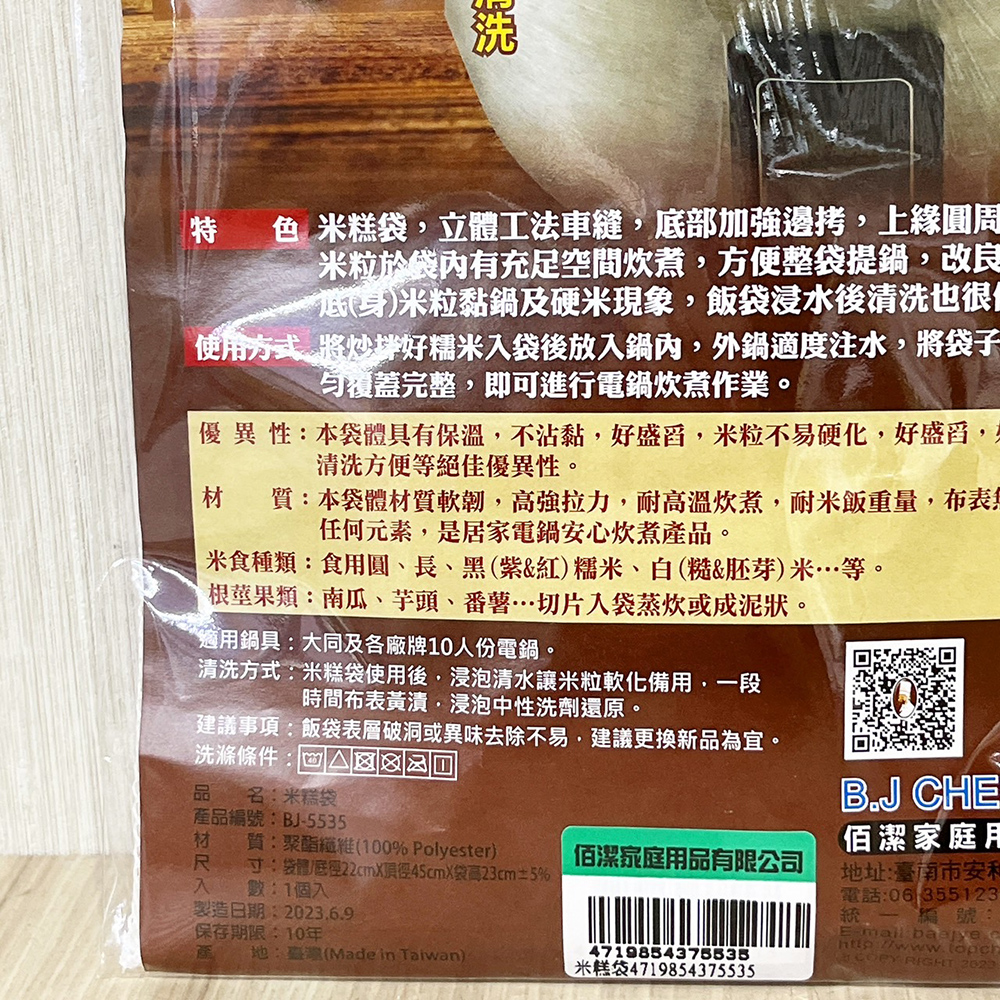 清洗
特色 米糕袋，立體工法車縫，底部加強邊拷，上緣圓周
米粒於袋內有充足空間炊煮，方便整袋提鍋，改良
底(身)米粒黏鍋及硬米現象，飯袋浸水後清洗也很
使用方式 將炒拌好糯米入袋後放入鍋內，外鍋適度注水，將袋子
勻覆蓋完整，即可進行電鍋炊煮作業。
優異性：本袋體具有保溫，不沾黏，好盛舀，米粒不易硬化，好盛舀，
清洗方便等絕佳優異性。
材質：本袋體材質軟韌，高強拉力，耐高溫炊煮，耐米飯重量，布表無
任何元素，是居家電鍋安心炊煮產品。
米食種類：食用圓、長、黑(紫&紅)糯米、白(糙&胚芽)米⋯等。
根莖果類：南瓜、芋頭、番薯⋯切片入袋蒸炊或成泥狀。
適用鍋具：大同及各廠牌10人份電鍋。
清洗方式：米糕袋使用後，浸泡清水讓米粒軟化備用，一段
時間布表黃漬，浸泡中性洗劑還原。
建議事項：飯袋表層破洞或異味去除不易，建議更換新品為宜。
洗滌條件：
品名：米糕袋
產品編號：BJ-5535
材質：聚酯纖維(100% Polyester)
尺寸：袋體/底徑22cmX頂徑45cmX袋高23cm±5%
入數：1個入
製造日期：2023.6.9
保存期限：10年
產地：臺灣(Made in Taiwan)
佰潔家庭用品有限公司
4719854375535
米糕袋4719854375535
B.J CHE
佰潔家庭用
地址:臺南市安和
電話:06 355123
統一編號：
E-mail:baejye.e
http://www.topch
COPY RIGHT 2023